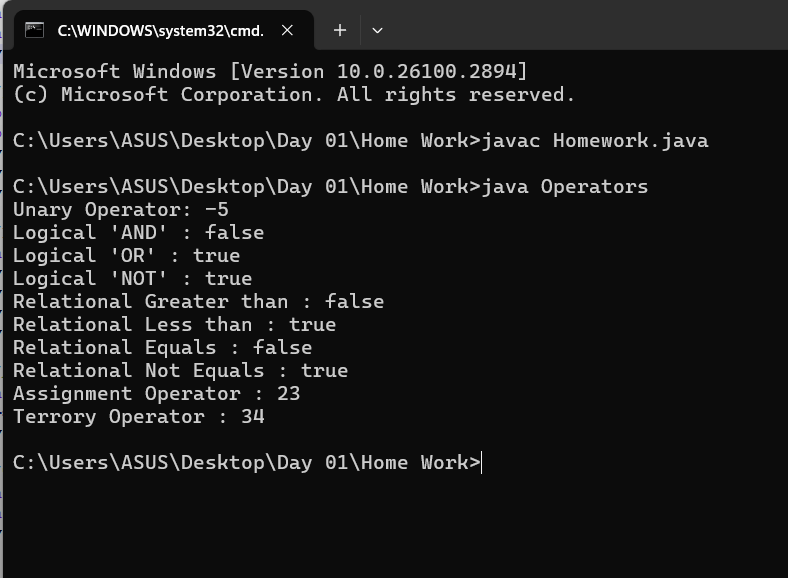 C:\WINDOWS\system32\cmd.
Microsoft Windows [Version 10.0.26100.2894]
(c) Microsoft Corporation. All rights reserved.
C:\Users\ASUS\Desktop\Day 01\Home Work>javac Homework.java
C:\Users\ASUS\Desktop\Day 01\Home Work>java Operators
Unary Operator: -5
Logical 'AND' : false
Logical 'OR' : true
Logical 'NOT' : true
Relational Greater than : false
Relational Less than : true
Relational Equals : false
Relational Not Equals : true
Assignment Operator : 23
Terrory Operator : 34
C:\Users\ASUS\Desktop\Day 01\Home Work>